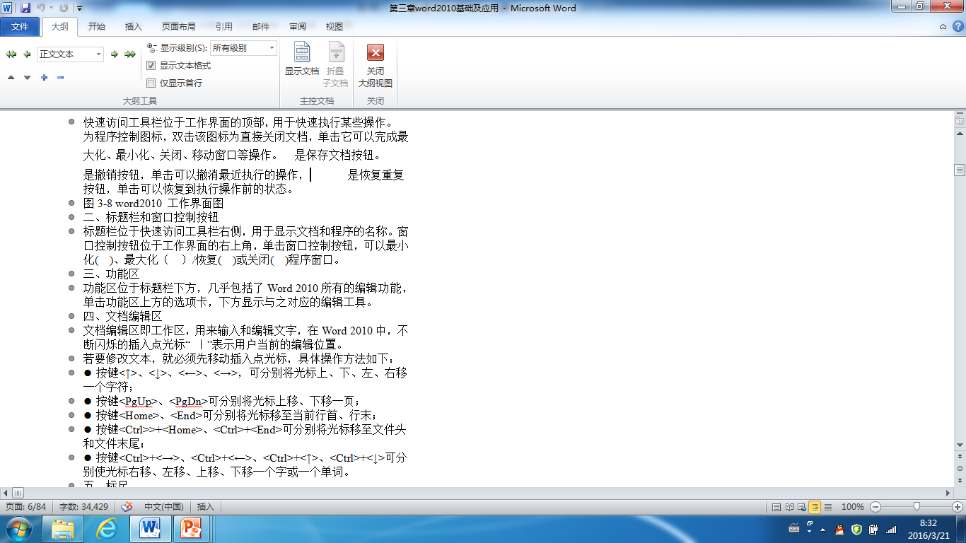 第三章word2010基础及应用 - Microsoft Word
文件 大纲 开始 插入 页面布局 引用 邮件 审阅 视图
正文文本
显示级别(S): 所有级别
显示文本格式
仅显示首行
大纲工具
显示文档
折叠
子文档
主控文档
关闭
大纲视图
关闭
快速访问工具栏位于工作界面的顶部，用于快速执行某些操作。
为程序控制图标，双击该图标为直接关闭文档，单击它可以完成最
大化、最小化、关闭、移动窗口等操作。 是保存文档按钮。
是撤销按钮，单击可以撤消最近执行的操作， 是恢复重复
按钮，单击可以恢复到执行操作前的状态。
图 3-8 word2010 工作界面图
二、标题栏和窗口控制按钮
标题栏位于快速访问工具栏右侧，用于显示文档和程序的名称。窗
口控制按钮位于工作界面的右上角，单击窗口控制按钮，可以最小
化( )、最大化（ ）/恢复( )或关闭( )程序窗口。
三、功能区
功能区位于标题栏下方，几乎包括了 Word 2010 所有的编辑功能，
单击功能区上方的选项卡，下方显示与之对应的编辑工具。
四、文档编辑区
文档编辑区即工作区，用来输入和编辑文字，在 Word 2010 中，不
断闪烁的插入点光标“ ｜”表示用户当前的编辑位置。
若要修改文本，就必须先移动插入点光标，具体操作方法如下：
● 按键<↑>、<↓>、<←>、<→>，可分别将光标上、下、左、右移
一个字符；
● 按键<PgUp>、<PgDn>可分别将光标上移、下移一页；
● 按键<Home>、<End>可分别将光标移至当前行首、行末；
● 按键<Ctrl>>+<Home>、<Ctrl>+<End>可分别将光标移至文件头
和文件末尾；
● 按键<Ctrl>+<→>、<Ctrl>+<←>、<Ctrl>+<↑>、<Ctrl>+<↓>可分
别使光标右移、左移、上移、下移一个字或一个单词。
五、标尺
页面: 6/84 字数: 34,429 中文(中国) 插入 100%
8:32
2016/3/21